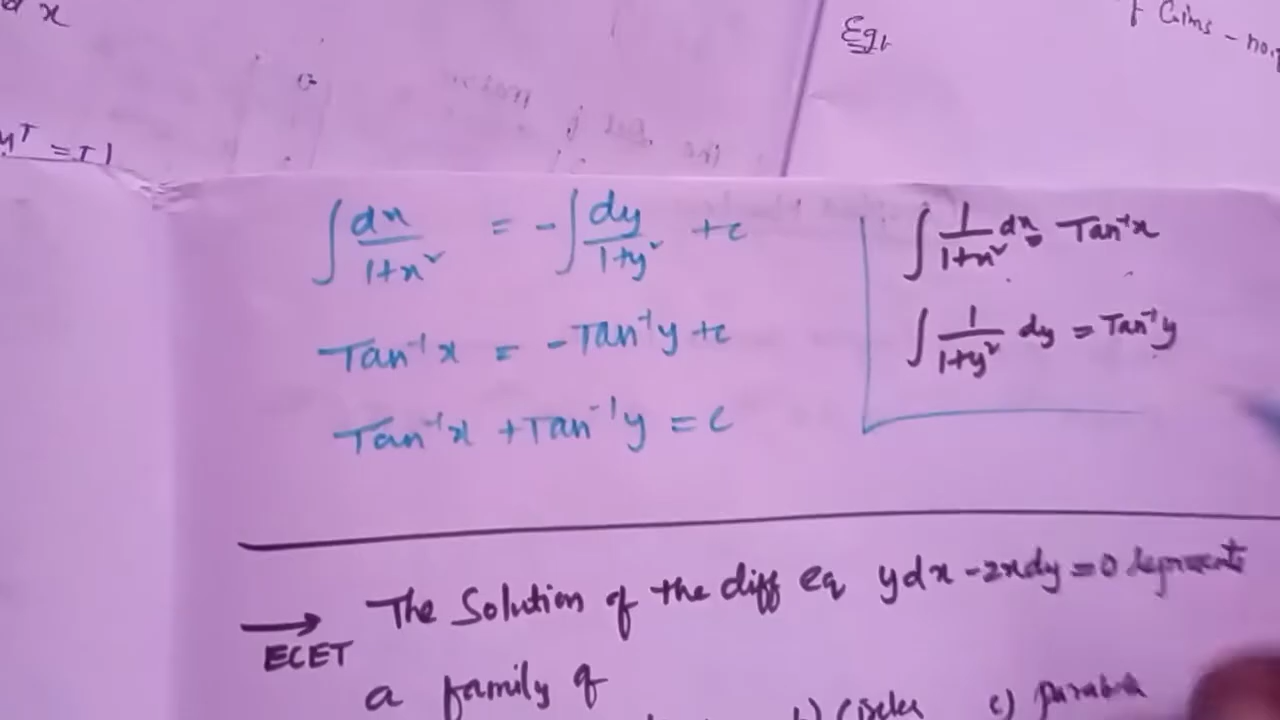 x
Eg:
= I
∫ dx/1+x² = -∫ dy/1+y² +c
Tan⁻¹x = -Tan⁻¹y +c
Tan⁻¹x +Tan⁻¹y = c
∫ 1/1+x² dx = Tan⁻¹x
∫ 1/1+y² dy = Tan⁻¹y
→ The Solution of the diff eq ydx -2xdy =0 represents
ECET
a family of
b) circles c) parabola